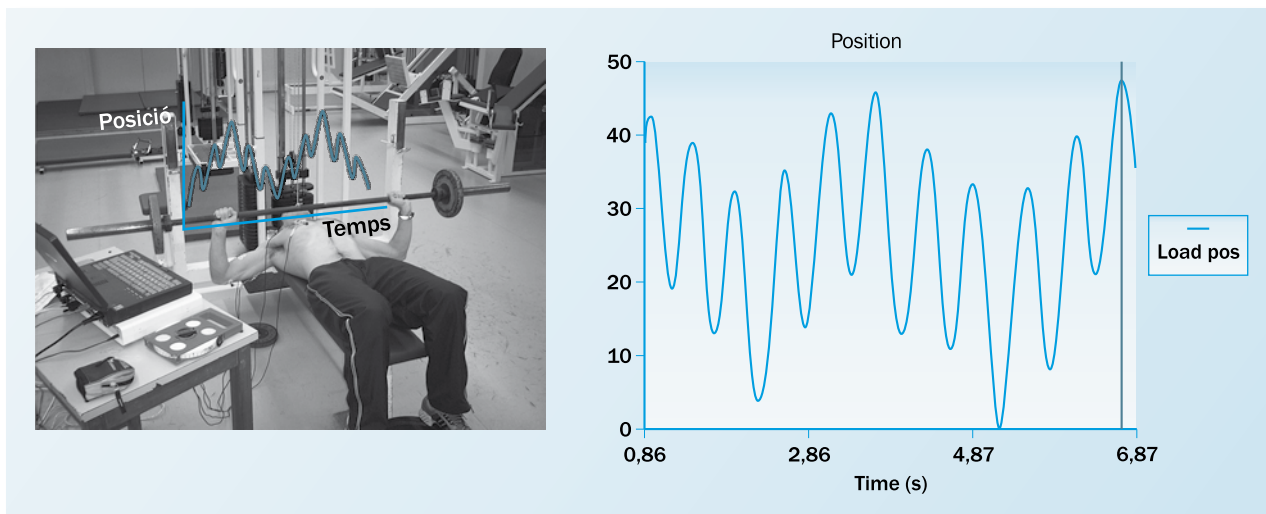 Posició
Temps
Position
50
40
30
20
10
0
0,86
2,86
4,87
6,87
Time (s)
Load pos